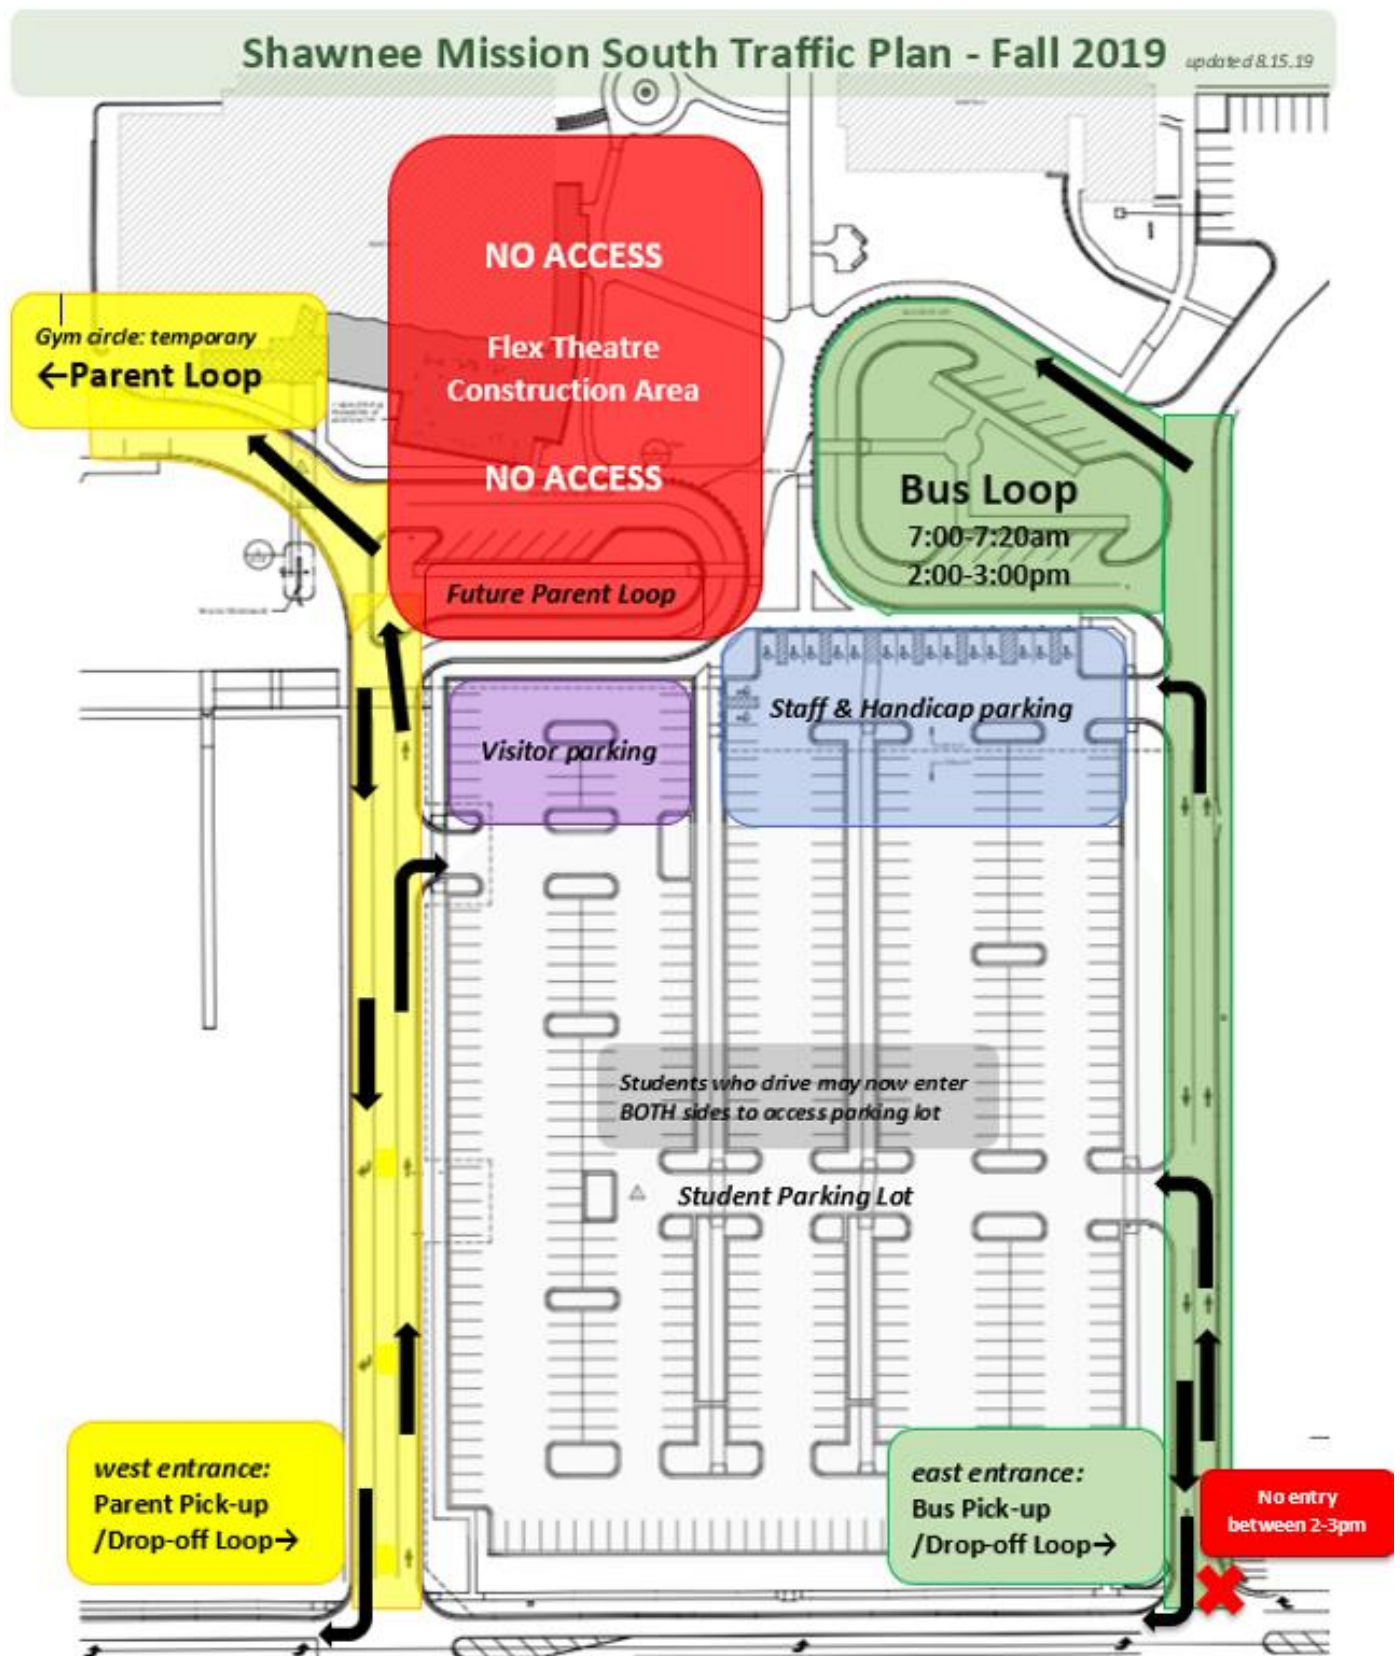 Shawnee Mission South Traffic Plan - Fall 2019 updated 8.15.19
NO ACCESS
Flex Theatre
Construction Area
NO ACCESS
Future Parent Loop
Gym circle: temporary
←Parent Loop
Bus Loop
7:00-7:20am
2:00-3:00pm
Visitor parking
Staff & Handicap parking
Students who drive may now enter
BOTH sides to access parking lot
Student Parking Lot
west entrance:
Parent Pick-up
/Drop-off Loop→
east entrance:
Bus Pick-up
/Drop-off Loop→
No entry
between 2-3pm